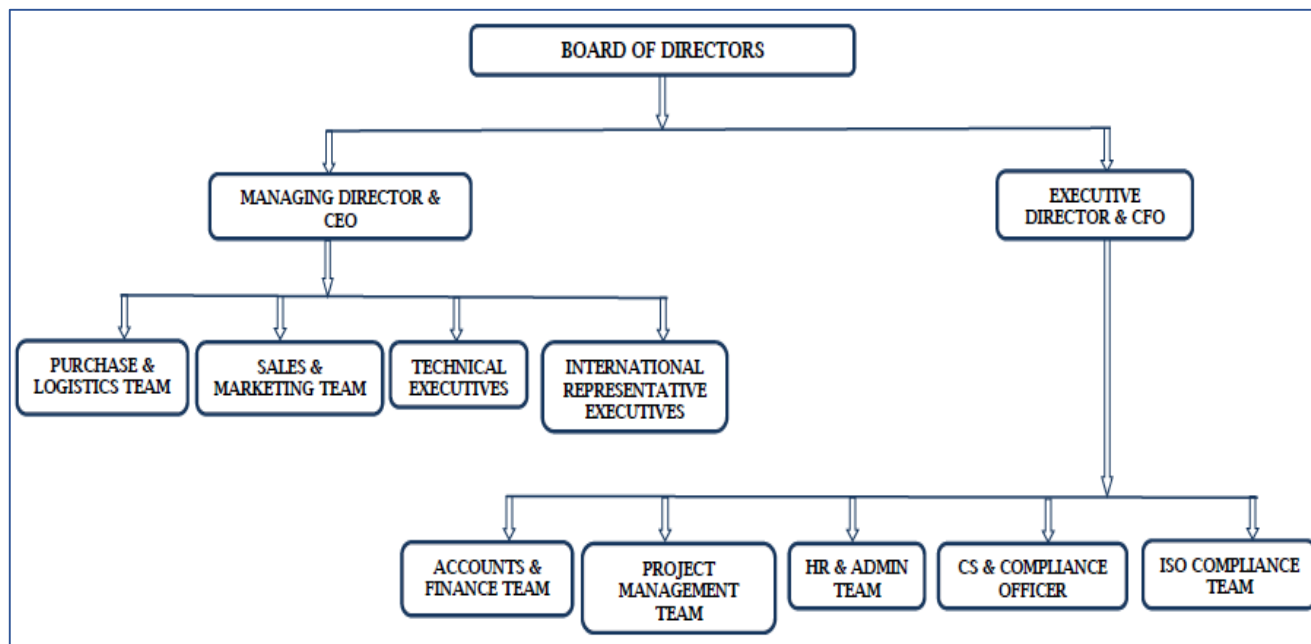 BOARD OF DIRECTORS
MANAGING DIRECTOR &
CEO
EXECUTIVE
DIRECTOR & CFO
PURCHASE &
LOGISTICS TEAM
SALES &
MARKETING TEAM
TECHNICAL
EXECUTIVES
INTERNATIONAL
REPRESENTATIVE
EXECUTIVES
ACCOUNTS &
FINANCE TEAM
PROJECT
MANAGEMENT
TEAM
HR & ADMIN
TEAM
CS & COMPLIANCE
OFFICER
ISO COMPLIANCE
TEAM